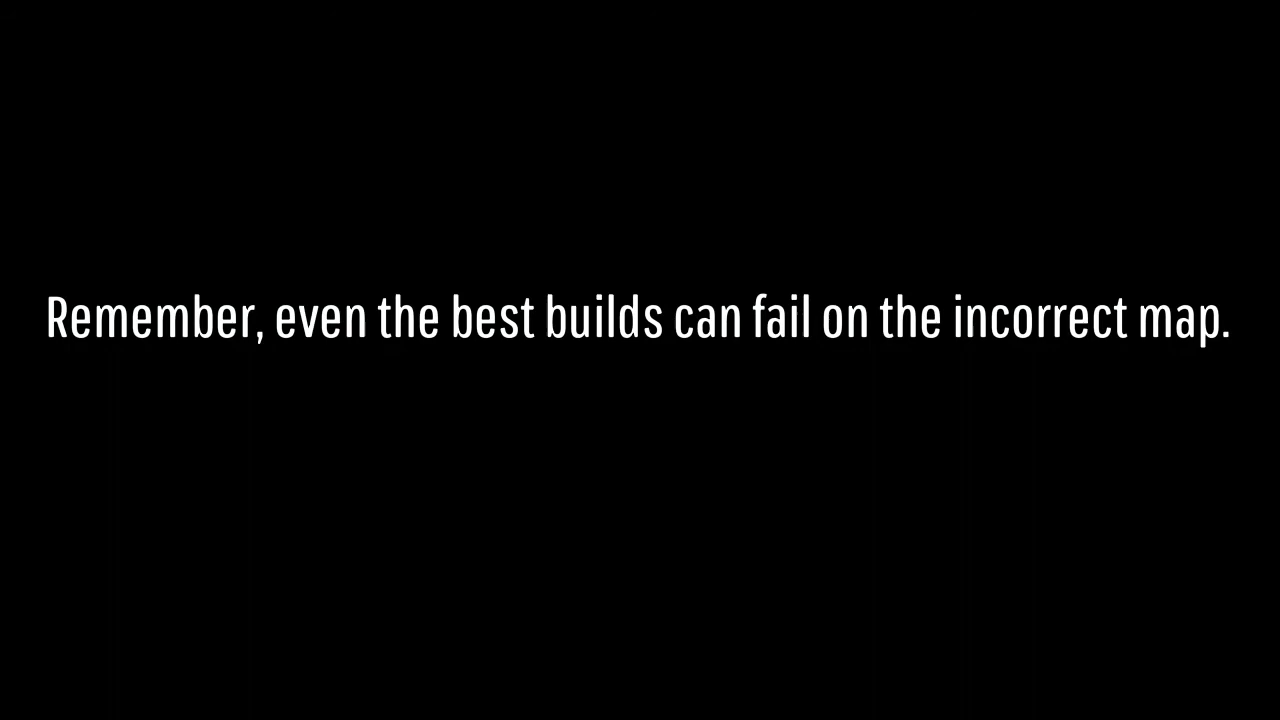 Remember, even the best builds can fail on the incorrect map.